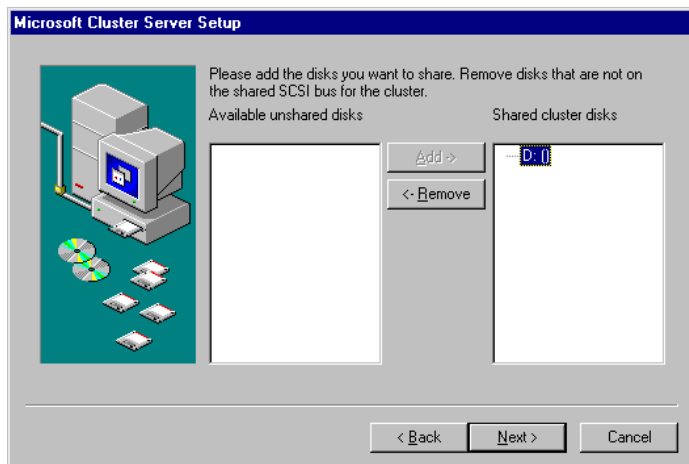 Microsoft Cluster Server Setup
Please add the disks you want to share. Remove disks that are not on
the shared SCSI bus for the cluster.
Available unshared disks
Shared cluster disks
Add ->
D: ()
<- Remove
< Back
Next >
Cancel